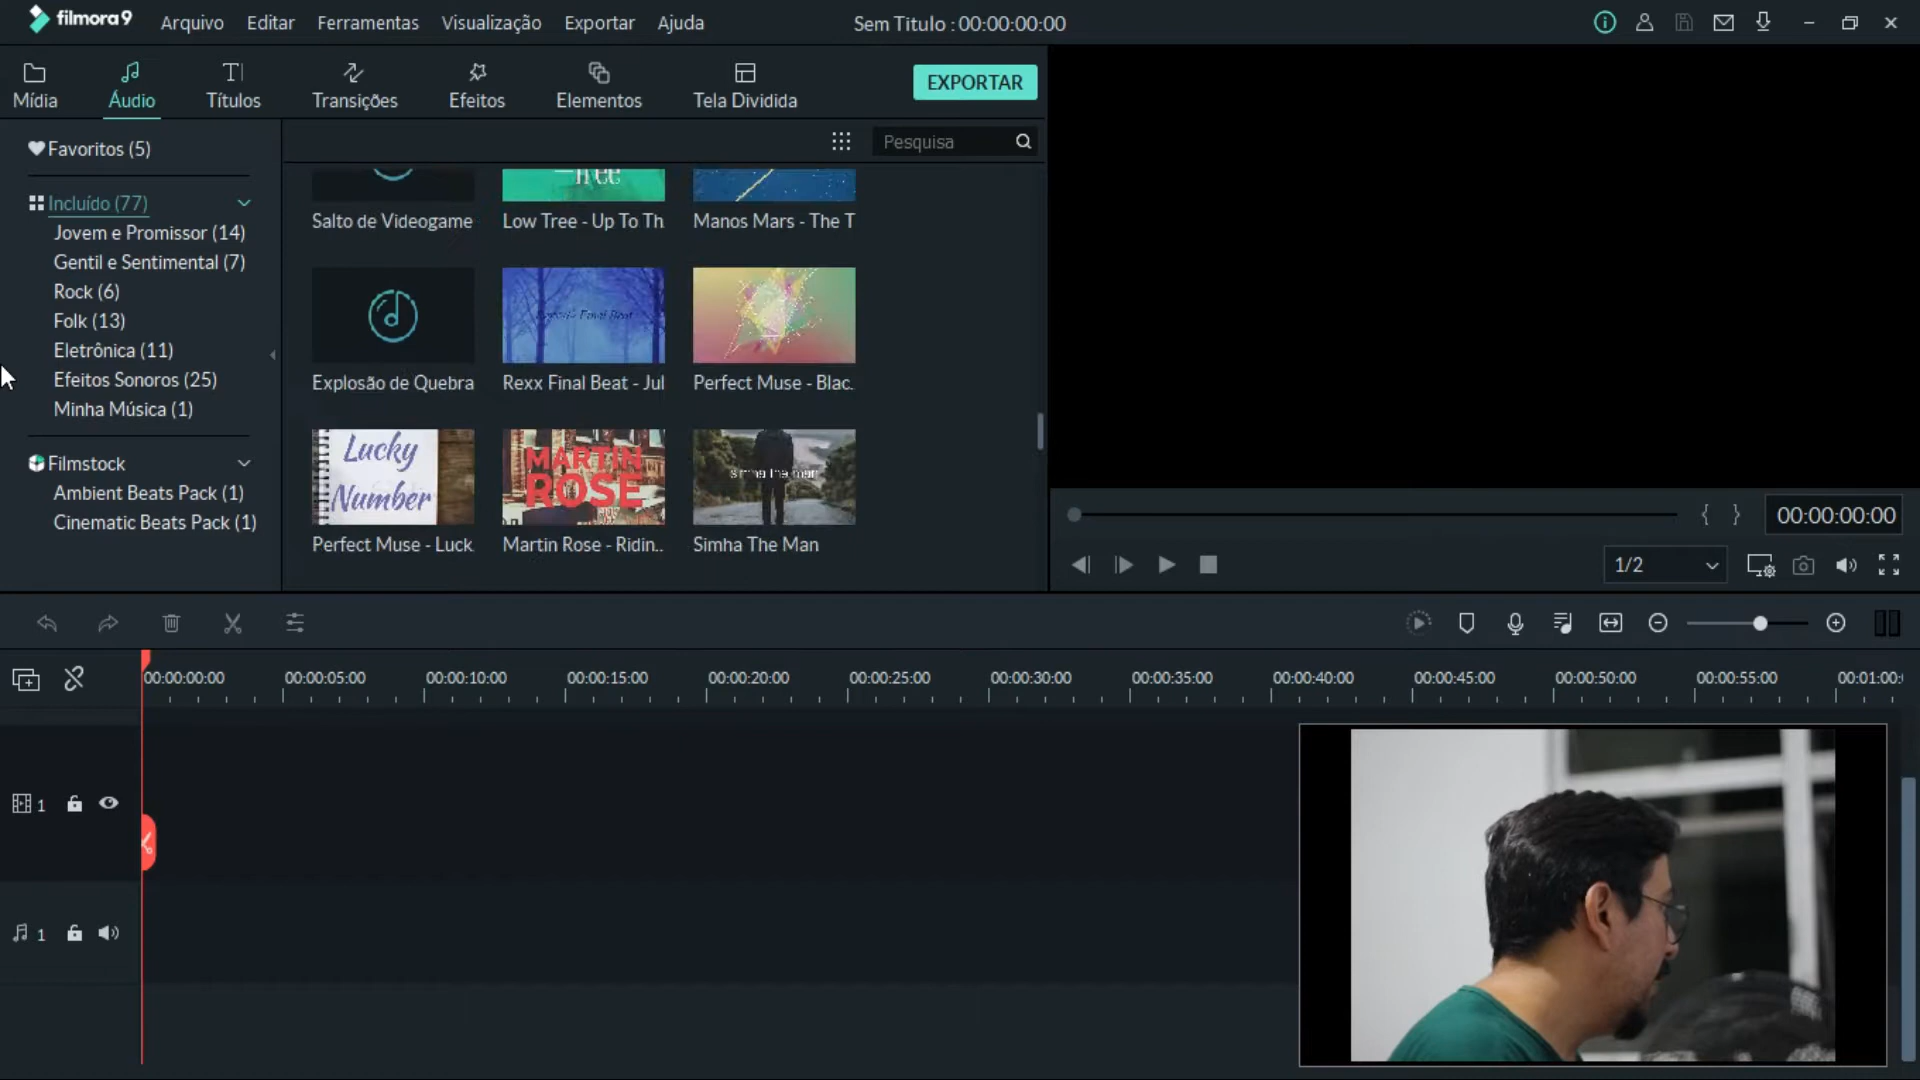 filmora9 Arquivo Editar Ferramentas Visualização Exportar Ajuda Sem Titulo : 00:00:00:00
Mídia Áudio Títulos Transições Efeitos Elementos Tela Dividida EXPORTAR
Favoritos (5)
Pesquisa
Incluído (77)
Jovem e Promissor (14)
Gentil e Sentimental (7)
Rock (6)
Folk (13)
Eletrônica (11)
Efeitos Sonoros (25)
Minha Música (1)
Filmstock
Ambient Beats Pack (1)
Cinematic Beats Pack (1)
Tree
Salto de Videogame Low Tree - Up To Th Manos Mars - The T
Rexx Final Beat
Explosão de Quebra Rexx Final Beat - Jul Perfect Muse - Blac.
Lucky
Number
MARTIN
ROSE
simha the man
Perfect Muse - Luck Martin Rose - Ridin.. Simha The Man
{ } 00:00:00:00
1/2
00:00:00:00 00:00:05:00 00:00:10:00 00:00:15:00 00:00:20:00 00:00:25:00 00:00:30:00 00:00:35:00 00:00:40:00 00:00:45:00 00:00:50:00 00:00:55:00 00:01:00:
1
1